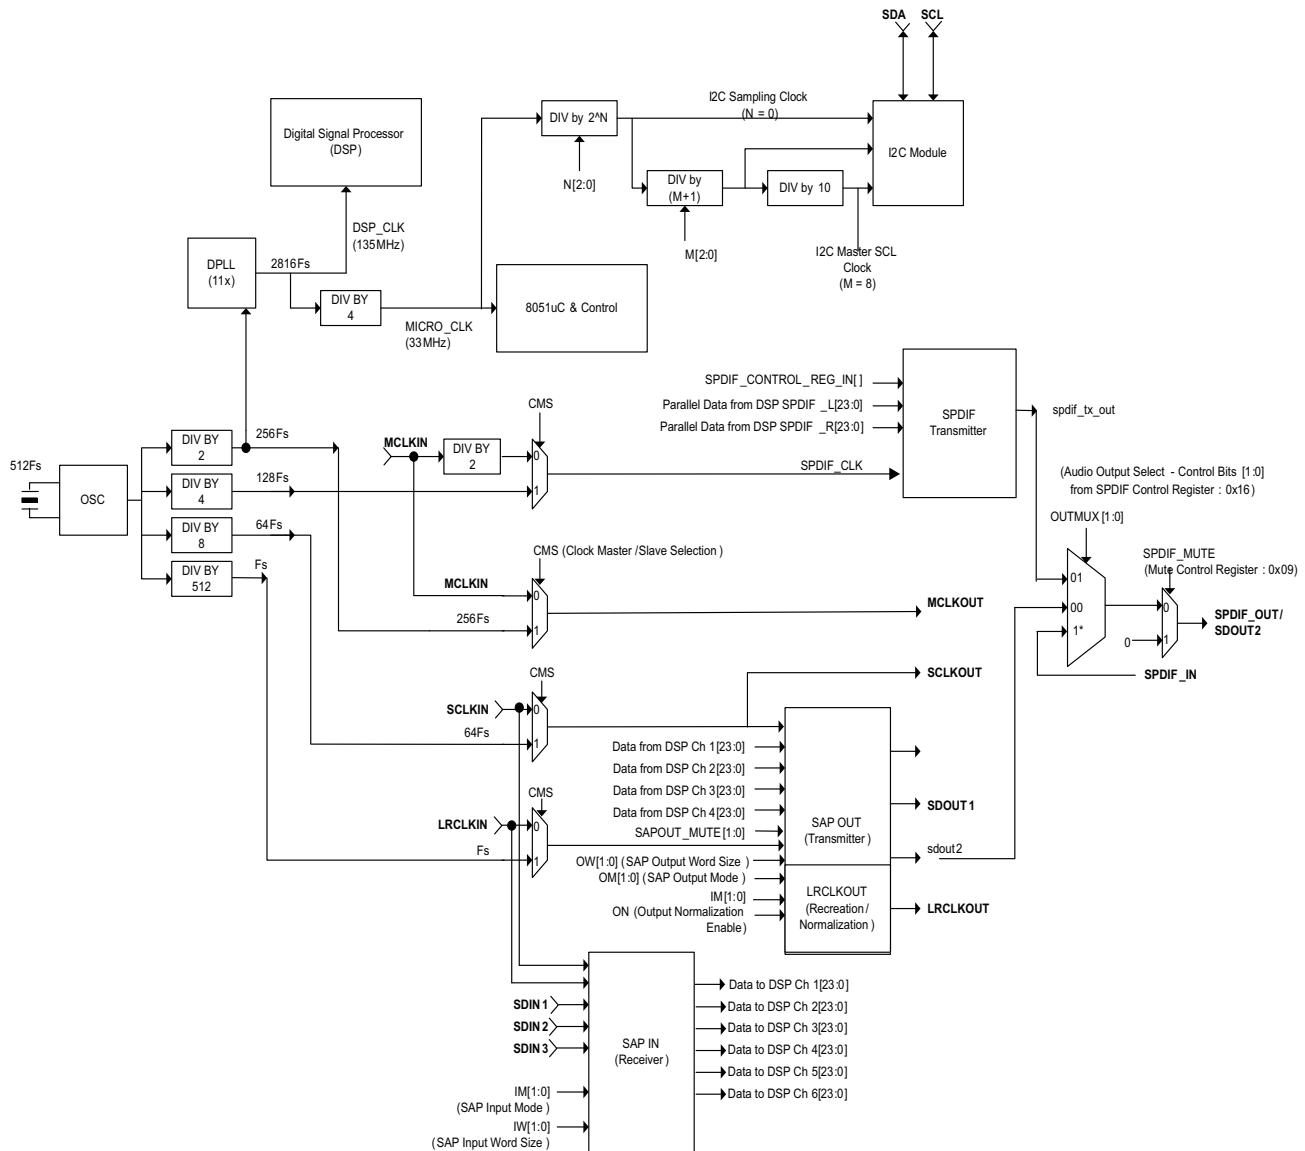 SDA SCL
Digital Signal Processor
(DSP)
DIV by 2^N
I2C Sampling Clock
(N = 0)
I2C Module
N[2:0]
DIV by
(M+1)
DIV by 10
M[2:0]
I2C Master SCL
Clock
(M = 8)
DSP_CLK
(135MHz)
DPLL
(11x)
2816Fs
DIV BY
4
MICRO_CLK
(33MHz)
8051uC & Control
SPDIF_CONTROL_REG_IN[ ]
Parallel Data from DSP SPDIF _L[23:0]
Parallel Data from DSP SPDIF _R[23:0]
SPDIF
Transmitter
spdif_tx_out
SPDIF_CLK
CMS
MCLKIN
DIV BY
2
0
1
512Fs
OSC
DIV BY
2
256Fs
DIV BY
4
128Fs
DIV BY
8
64Fs
DIV BY
512
Fs
(Audio Output Select - Control Bits [1:0]
from SPDIF Control Register : 0x16)
OUTMUX[1:0]
SPDIF_MUTE
(Mute Control Register : 0x09)
01
00
1*
0
1
0
SPDIF_OUT/
SDOUT2
SPDIF_IN
CMS (Clock Master /Slave Selection )
MCLKIN
0
256Fs
1
MCLKOUT
CMS
SCLKIN
0
64Fs
1
SCLKOUT
CMS
LRCLKIN
0
Fs
1
Data from DSP Ch 1[23:0]
Data from DSP Ch 2[23:0]
Data from DSP Ch 3[23:0]
Data from DSP Ch 4[23:0]
SAPOUT_MUTE[1:0]
OW[1:0] (SAP Output Word Size )
OM[1:0] (SAP Output Mode )
IM[1:0]
ON (Output Normalization
Enable)
SAP OUT
(Transmitter )
SDOUT1
sdout2
LRCLKOUT
(Recreation/
Normalization )
LRCLKOUT
SDIN1
SDIN2
SDIN3
IM[1:0]
(SAP Input Mode )
IW[1:0]
(SAP Input Word Size )
SAP IN
(Receiver )
Data to DSP Ch 1[23:0]
Data to DSP Ch 2[23:0]
Data to DSP Ch 3[23:0]
Data to DSP Ch 4[23:0]
Data to DSP Ch 5[23:0]
Data to DSP Ch 6[23:0]